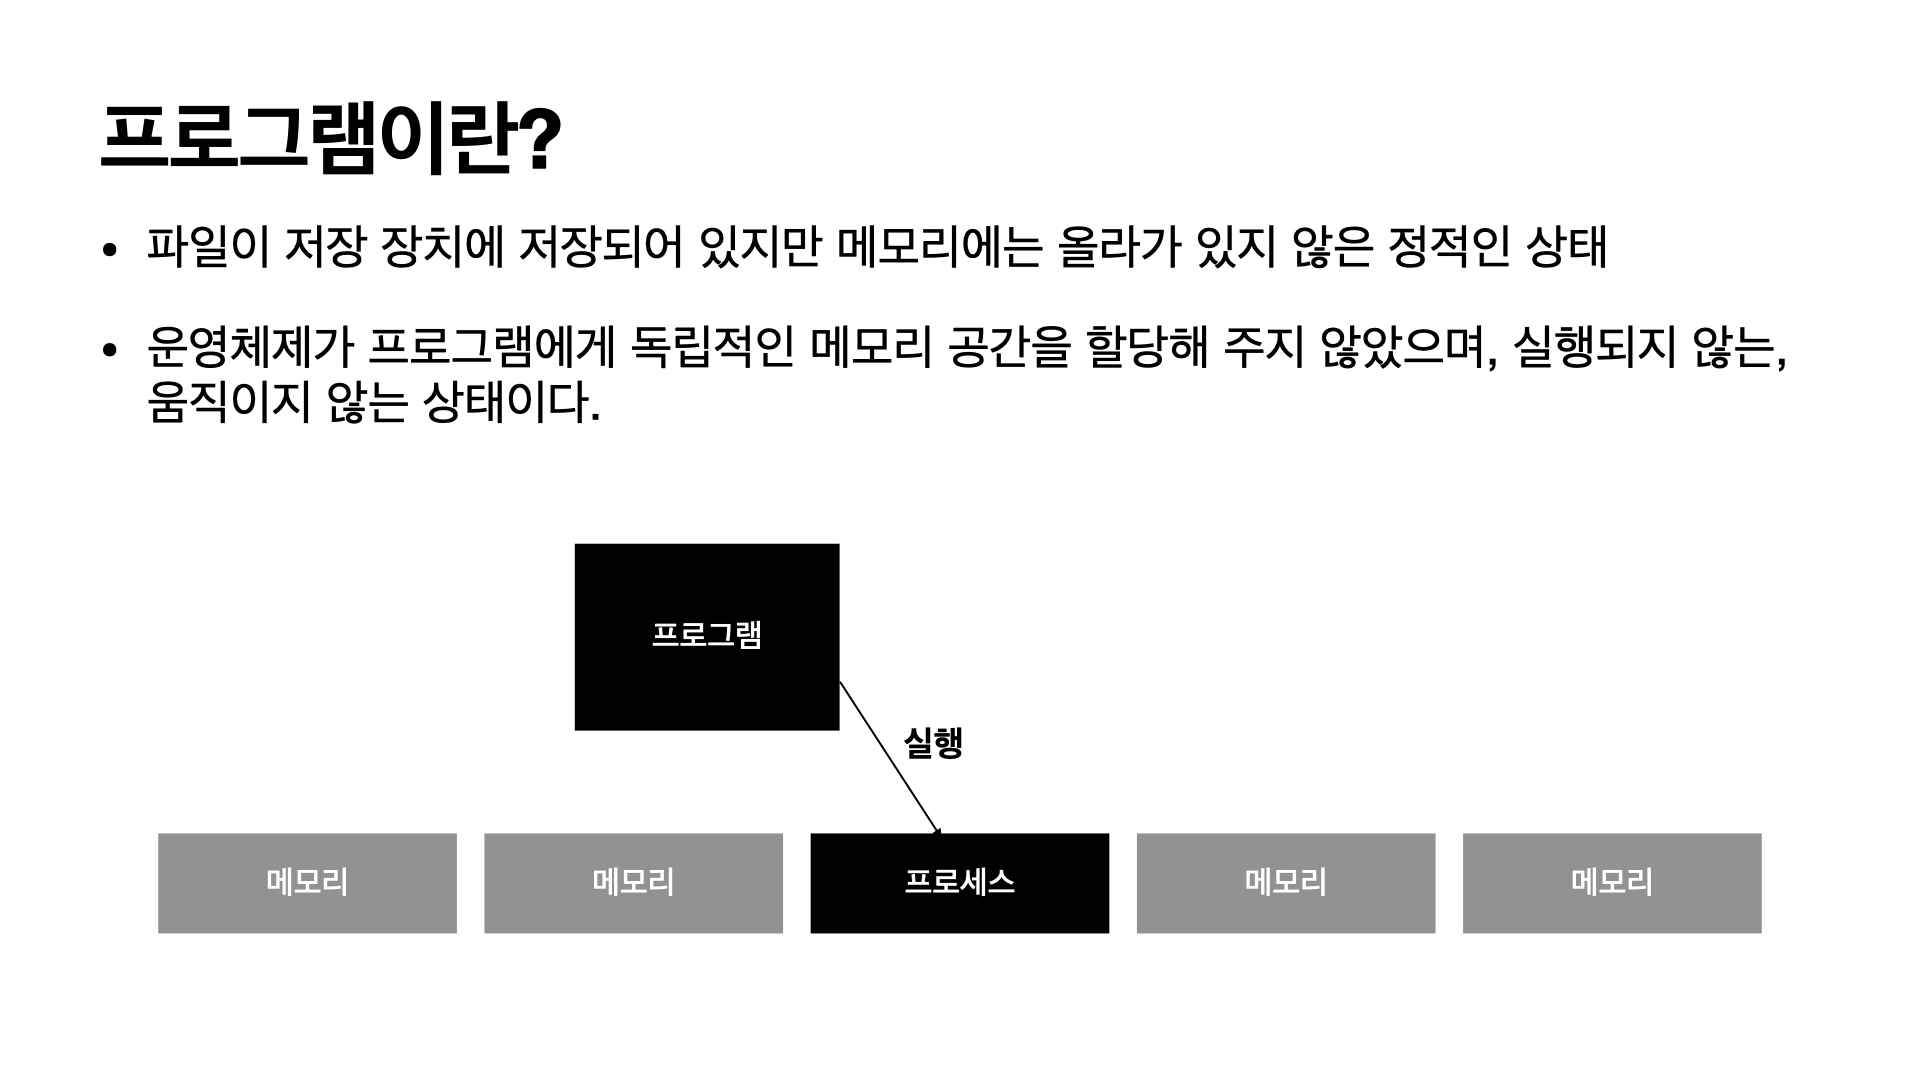 프로그램이란?
• 파일이 저장 장치에 저장되어 있지만 메모리에는 올라가 있지 않은 정적인 상태
• 운영체제가 프로그램에게 독립적인 메모리 공간을 할당해 주지 않았으며, 실행되지 않는,
움직이지 않는 상태이다.
프로그램
실행
메모리
메모리
프로세스
메모리
메모리